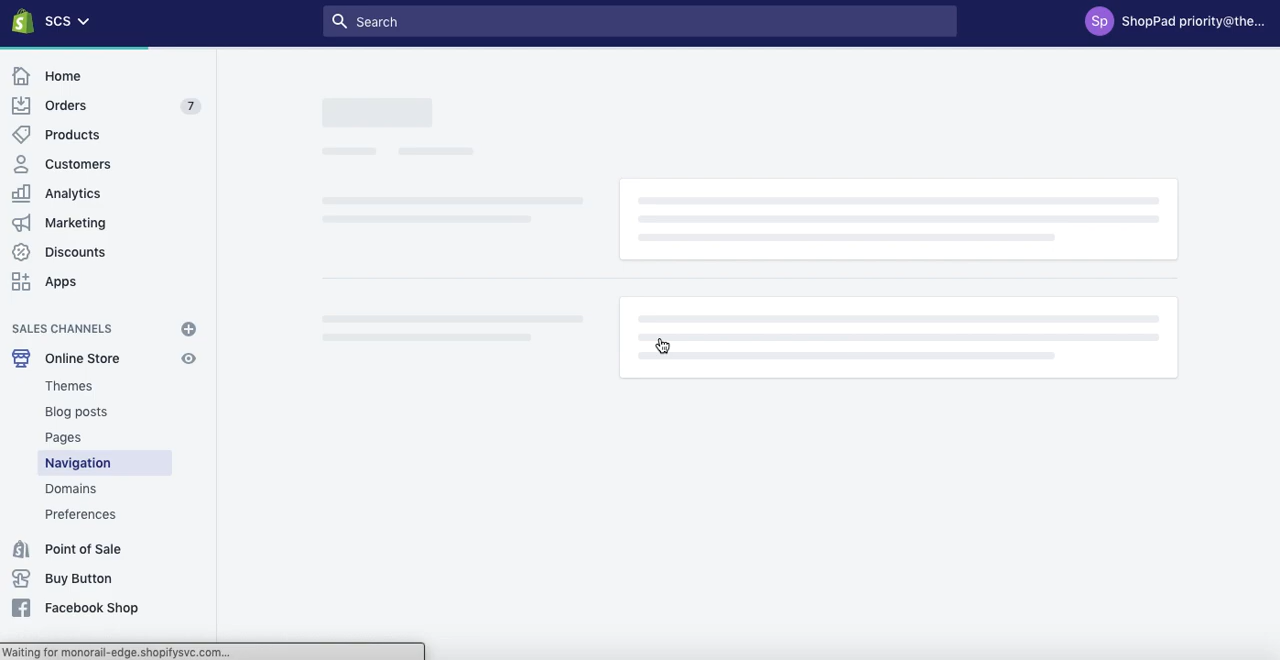 SCS
Search
Sp ShopPad priority@the...
Home
Orders 7
Products
Customers
Analytics
Marketing
Discounts
Apps
SALES CHANNELS
Online Store
Themes
Blog posts
Pages
Navigation
Domains
Preferences
Point of Sale
Buy Button
Facebook Shop
Waiting for monorail-edge.shopifysvc.com...